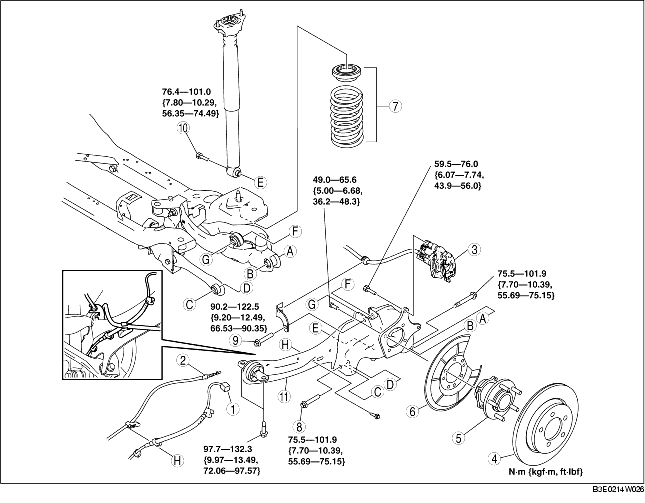 76.4—101.0
{7.80—10.29,
56.35—74.49}
10
E
7
49.0—65.6
{5.00—6.68,
36.2—48.3}
59.5—76.0
{6.07—7.74,
43.9—56.0}
F
A
G
B
3
D
F
C
75.5—101.9
{7.70—10.39,
55.69—75.15}
G
90.2—122.5
{9.20—12.49,
66.53—90.35}
E
B
A
9
H
2
D
C
11
1
6
8
5
H
4
97.7—132.3
{9.97—13.49,
72.06—97.57}
75.5—101.9
{7.70—10.39,
55.69—75.15}
N·m {kgf·m, ft·lbf}
B3E0214W026